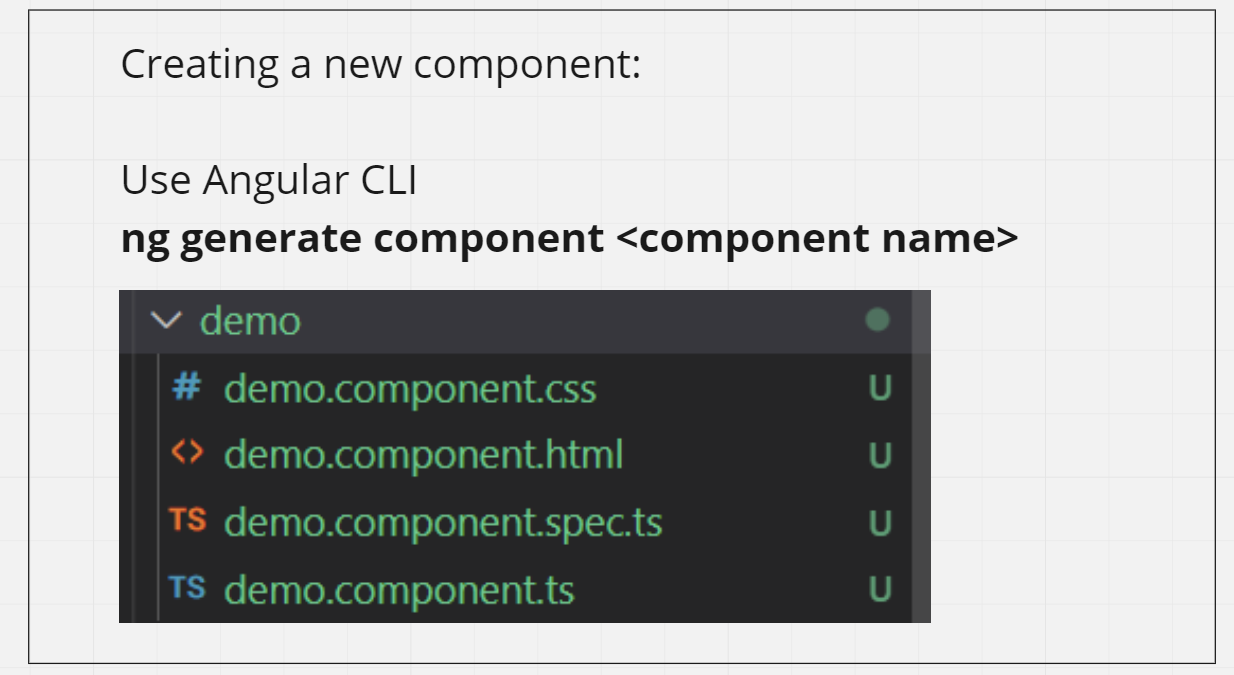 Creating a new component:
Use Angular CLI
ng generate component <component name>
demo
# demo.component.css U
<> demo.component.html U
TS demo.component.spec.ts U
TS demo.component.ts U